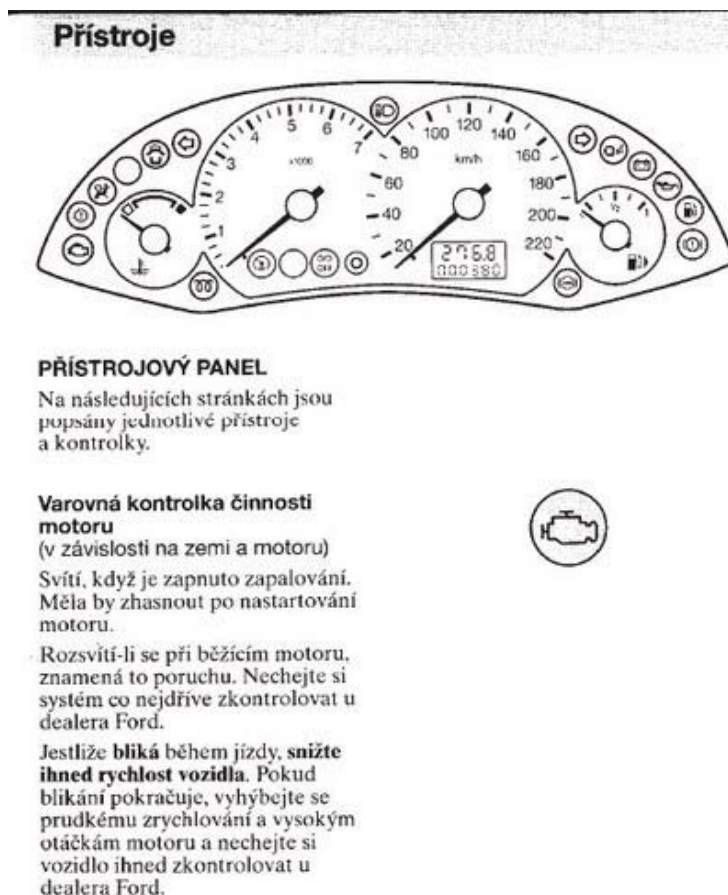 Přístroje
1
2
3
4
5
6
7
x1000
20
40
60
80
100
120
140
160
180
200
220
km/h
276.8
000380
½
1
PŘÍSTROJOVÝ PANEL
Na následujících stránkách jsou
popsány jednotlivé přístroje
a kontrolky.
Varovná kontrolka činnosti
motoru
(v závislosti na zemi a motoru)
Svítí, když je zapnuto zapalování.
Měla by zhasnout po nastartování
motoru.
Rozsvítí-li se při běžícím motoru,
znamená to poruchu. Nechejte si
systém co nejdříve zkontrolovat u
dealera Ford.
Jestliže bliká během jízdy, snižte
ihned rychlost vozidla. Pokud
blikání pokračuje, vyhýbejte se
prudkému zrychlování a vysokým
otáčkám motoru a nechejte si
vozidlo ihned zkontrolovat u
dealera Ford.